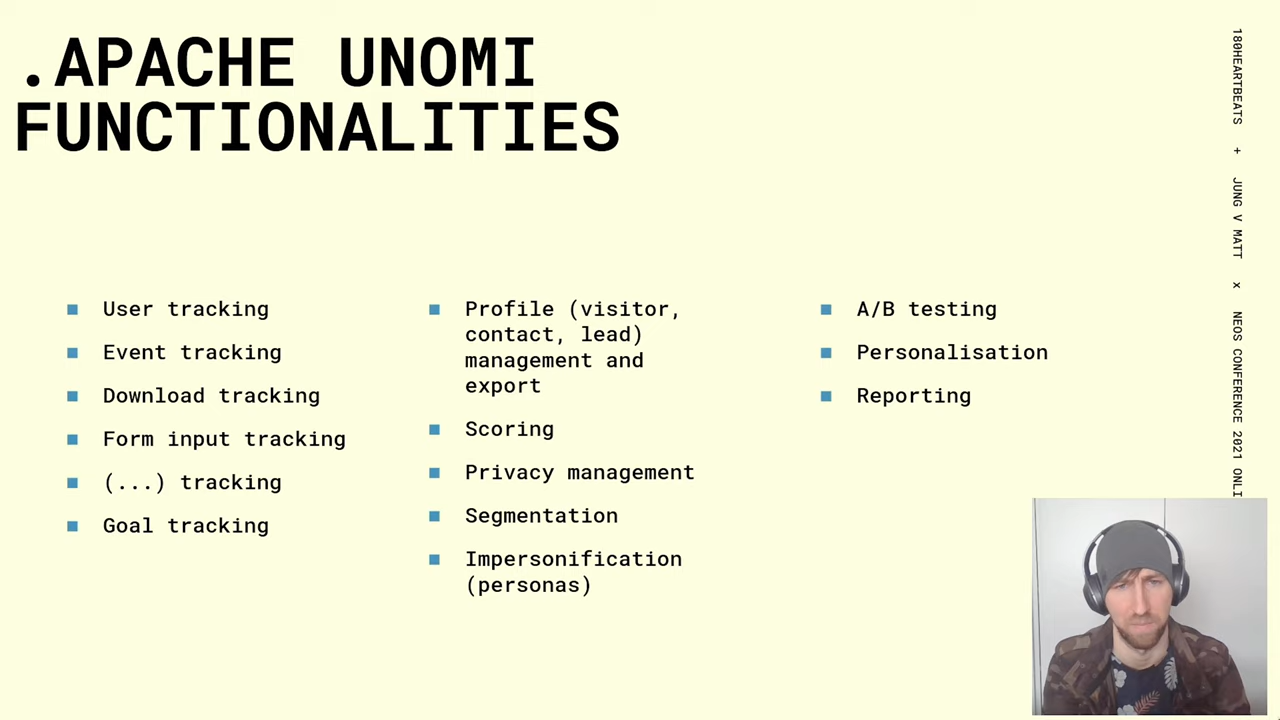 .APACHE UNOMI
FUNCTIONALITIES
User tracking
Event tracking
Download tracking
Form input tracking
(...) tracking
Goal tracking
Profile (visitor,
contact, lead)
management and
export
Scoring
Privacy management
Segmentation
Impersonification
(personas)
A/B testing
Personalisation
Reporting
180HEARTBEATS + JUNG V MATT x NEOS CONFERENCE 2021 ONLI